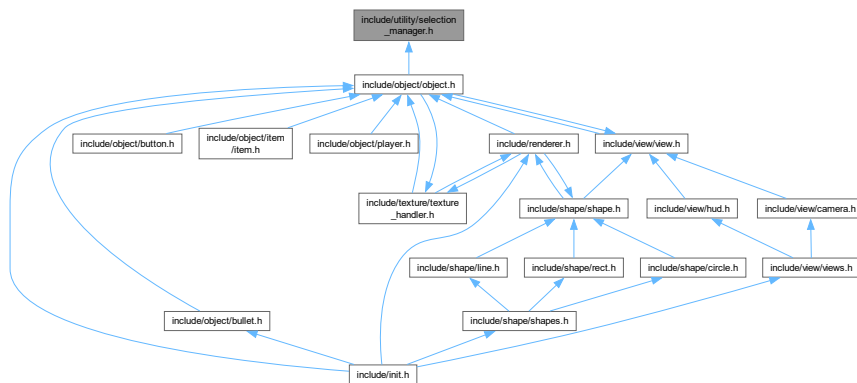 include/utility/selection
_manager.h
include/object/object.h
include/object/button.h
include/object/item
/item.h
include/object/player.h
include/renderer.h
include/view/view.h
include/texture/texture
_handler.h
include/shape/shape.h
include/view/hud.h
include/view/camera.h
include/shape/line.h
include/shape/rect.h
include/shape/circle.h
include/view/views.h
include/object/bullet.h
include/shape/shapes.h
include/init.h